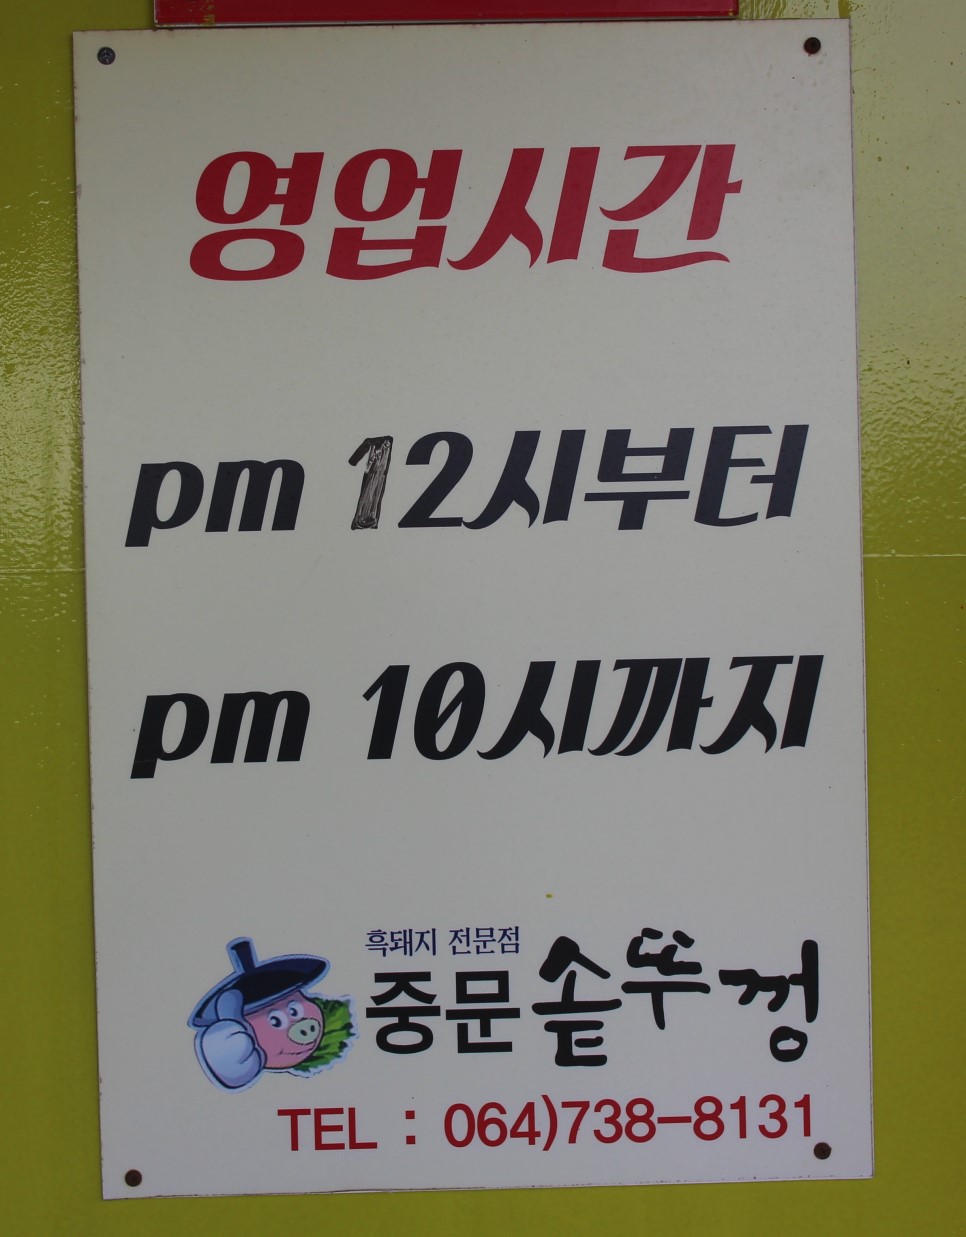 영업시간
pm 12시부터
pm 10시까지
흑돼지 전문점
중문 솥뚜껑
TEL : 064)738-8131